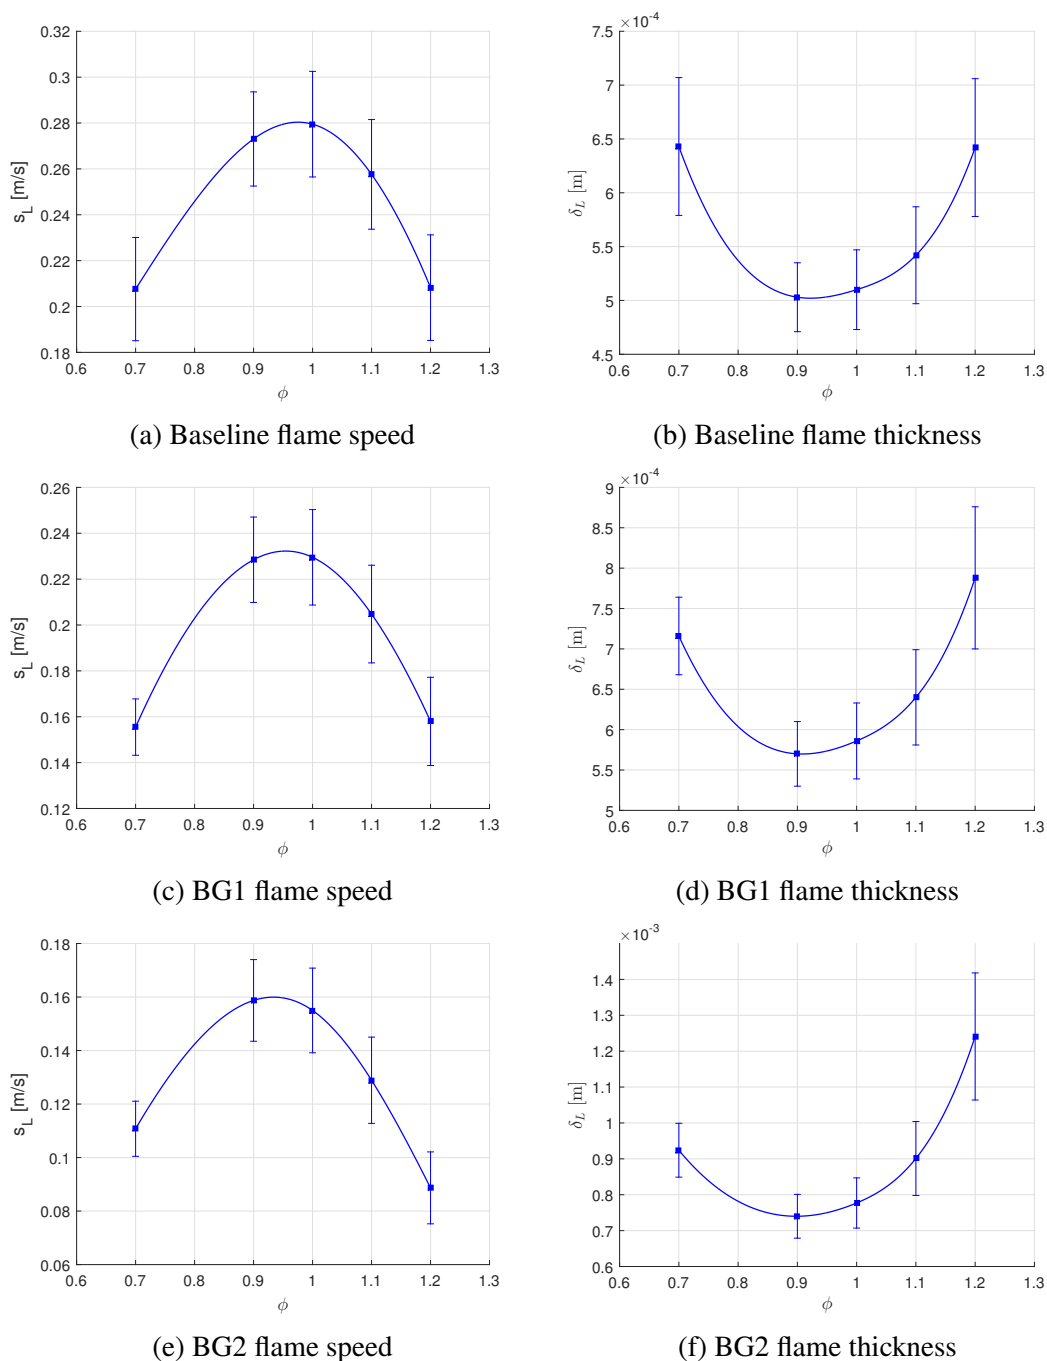 0.32
0.3
0.28
0.26
0.24
0.22
0.2
0.18
s_L [m/s]
0.6 0.7 0.8 0.9 1 1.1 1.2 1.3
ϕ
(a) Baseline flame speed
×10⁻⁴
7.5
7
6.5
6
5.5
5
4.5
δ_L [m]
0.6 0.7 0.8 0.9 1 1.1 1.2 1.3
ϕ
(b) Baseline flame thickness
0.26
0.24
0.22
0.2
0.18
0.16
0.14
0.12
s_L [m/s]
0.6 0.7 0.8 0.9 1 1.1 1.2 1.3
ϕ
(c) BG1 flame speed
×10⁻⁴
9
8.5
8
7.5
7
6.5
6
5.5
5
δ_L [m]
0.6 0.7 0.8 0.9 1 1.1 1.2 1.3
ϕ
(d) BG1 flame thickness
0.18
0.16
0.14
0.12
0.1
0.08
0.06
s_L [m/s]
0.6 0.7 0.8 0.9 1 1.1 1.2 1.3
ϕ
(e) BG2 flame speed
×10⁻³
1.4
1.3
1.2
1.1
1
0.9
0.8
0.7
0.6
δ_L [m]
0.6 0.7 0.8 0.9 1 1.1 1.2 1.3
ϕ
(f) BG2 flame thickness